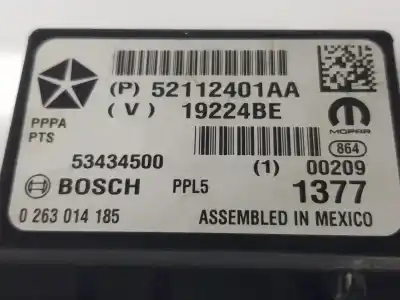 (P) 52112401AA
(V) 19224BE
PPPA
PTS
MOPAR
864
53434500
(1) 00209
BOSCH PPL5 1377
0 263 014 185 ASSEMBLED IN MEXICO